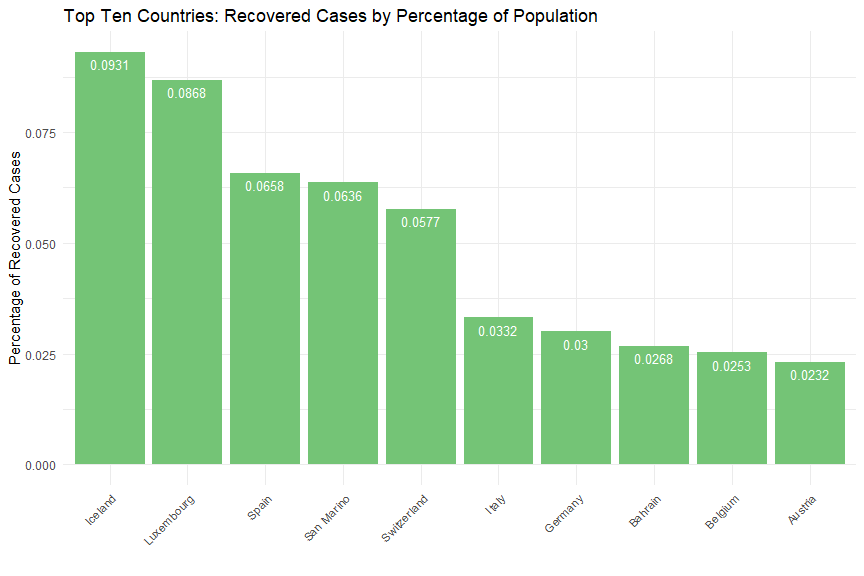 Top Ten Countries: Recovered Cases by Percentage of Population
Percentage of Recovered Cases
0.075
0.050
0.025
0.000
0.0931
0.0868
0.0658
0.0636
0.0577
0.0332
0.03
0.0268
0.0253
0.0232
Iceland
Luxembourg
Spain
San Marino
Switzerland
Italy
Germany
Bahrain
Belgium
Austria